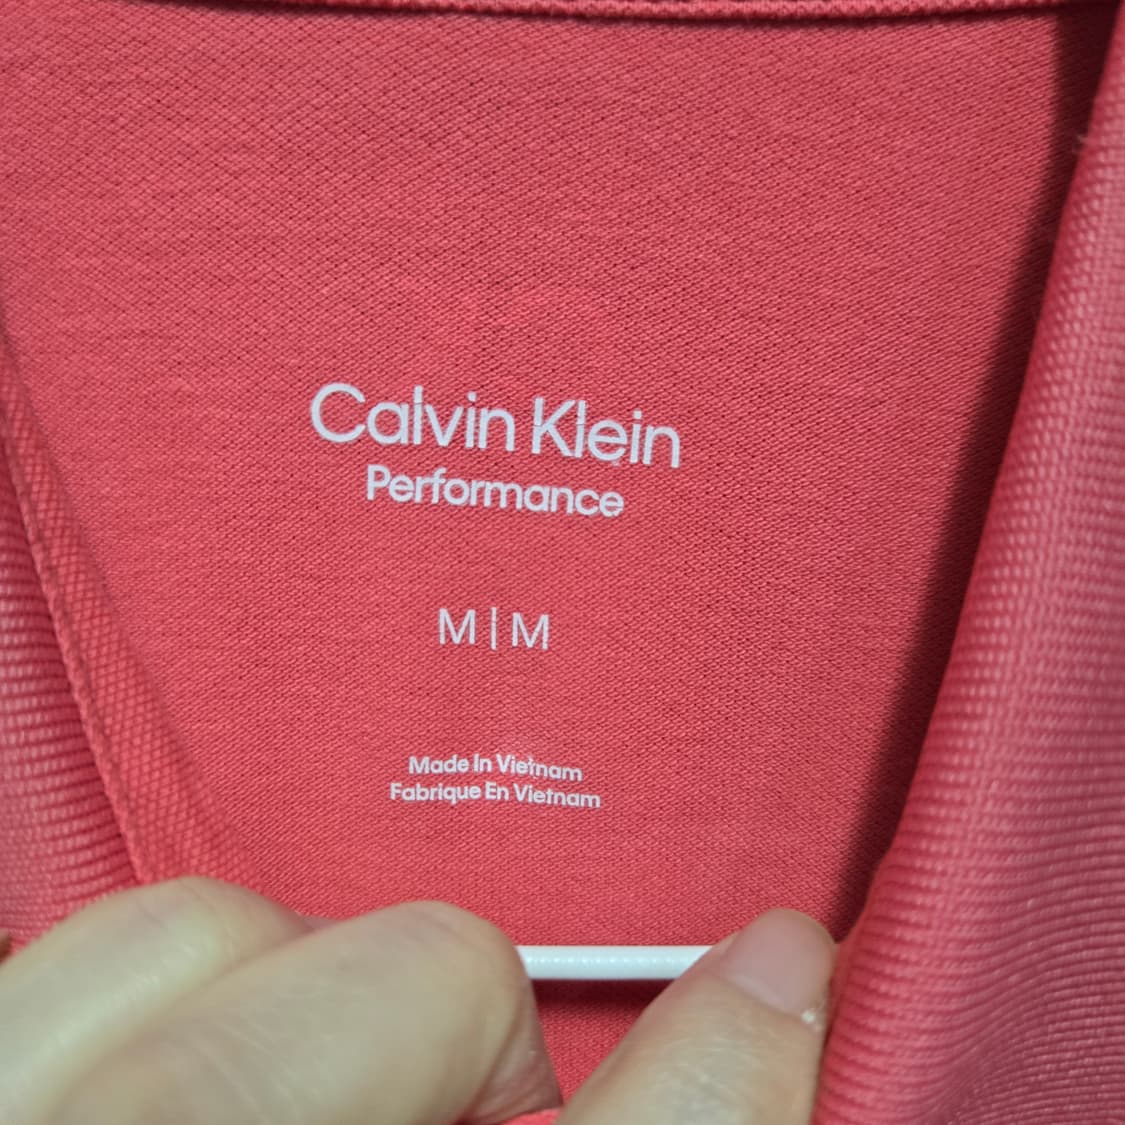 Calvin Klein
Performance
M | M
Made In Vietnam
Fabrique En Vietnam